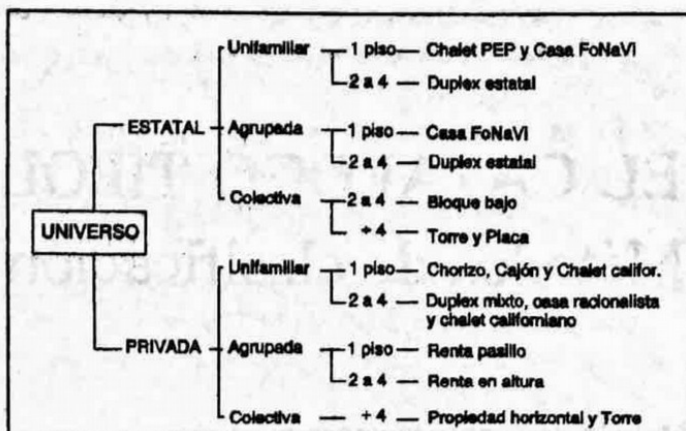 Unifamiliar 1 piso Chalet PEP y Casa FoNaVI
2 a 4 Duplex estatal
ESTATAL Agrupada 1 piso Casa FoNaVI
2 a 4 Duplex estatal
Colectiva 2 a 4 Bloque bajo
+ 4 Torre y Placa
UNIVERSO
Unifamiliar 1 piso Chorizo, Cajón y Chalet califor.
2 a 4 Duplex mixto, casa racionalista
y chalet californiano
PRIVADA Agrupada 1 piso Renta pasillo
2 a 4 Renta en altura
Colectiva + 4 Propiedad horizontal y Torre